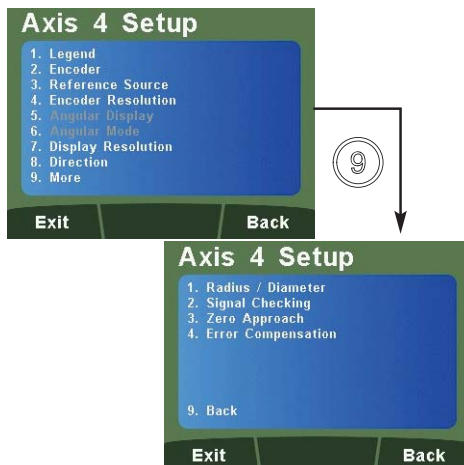 Axis 4 Setup
1. Legend
2. Encoder
3. Reference Source
4. Encoder Resolution
5. Angular Display
6. Angular Mode
7. Display Resolution
8. Direction
9. More
Exit Back
9
Axis 4 Setup
1. Radius / Diameter
2. Signal Checking
3. Zero Approach
4. Error Compensation
9. Back
Exit Back